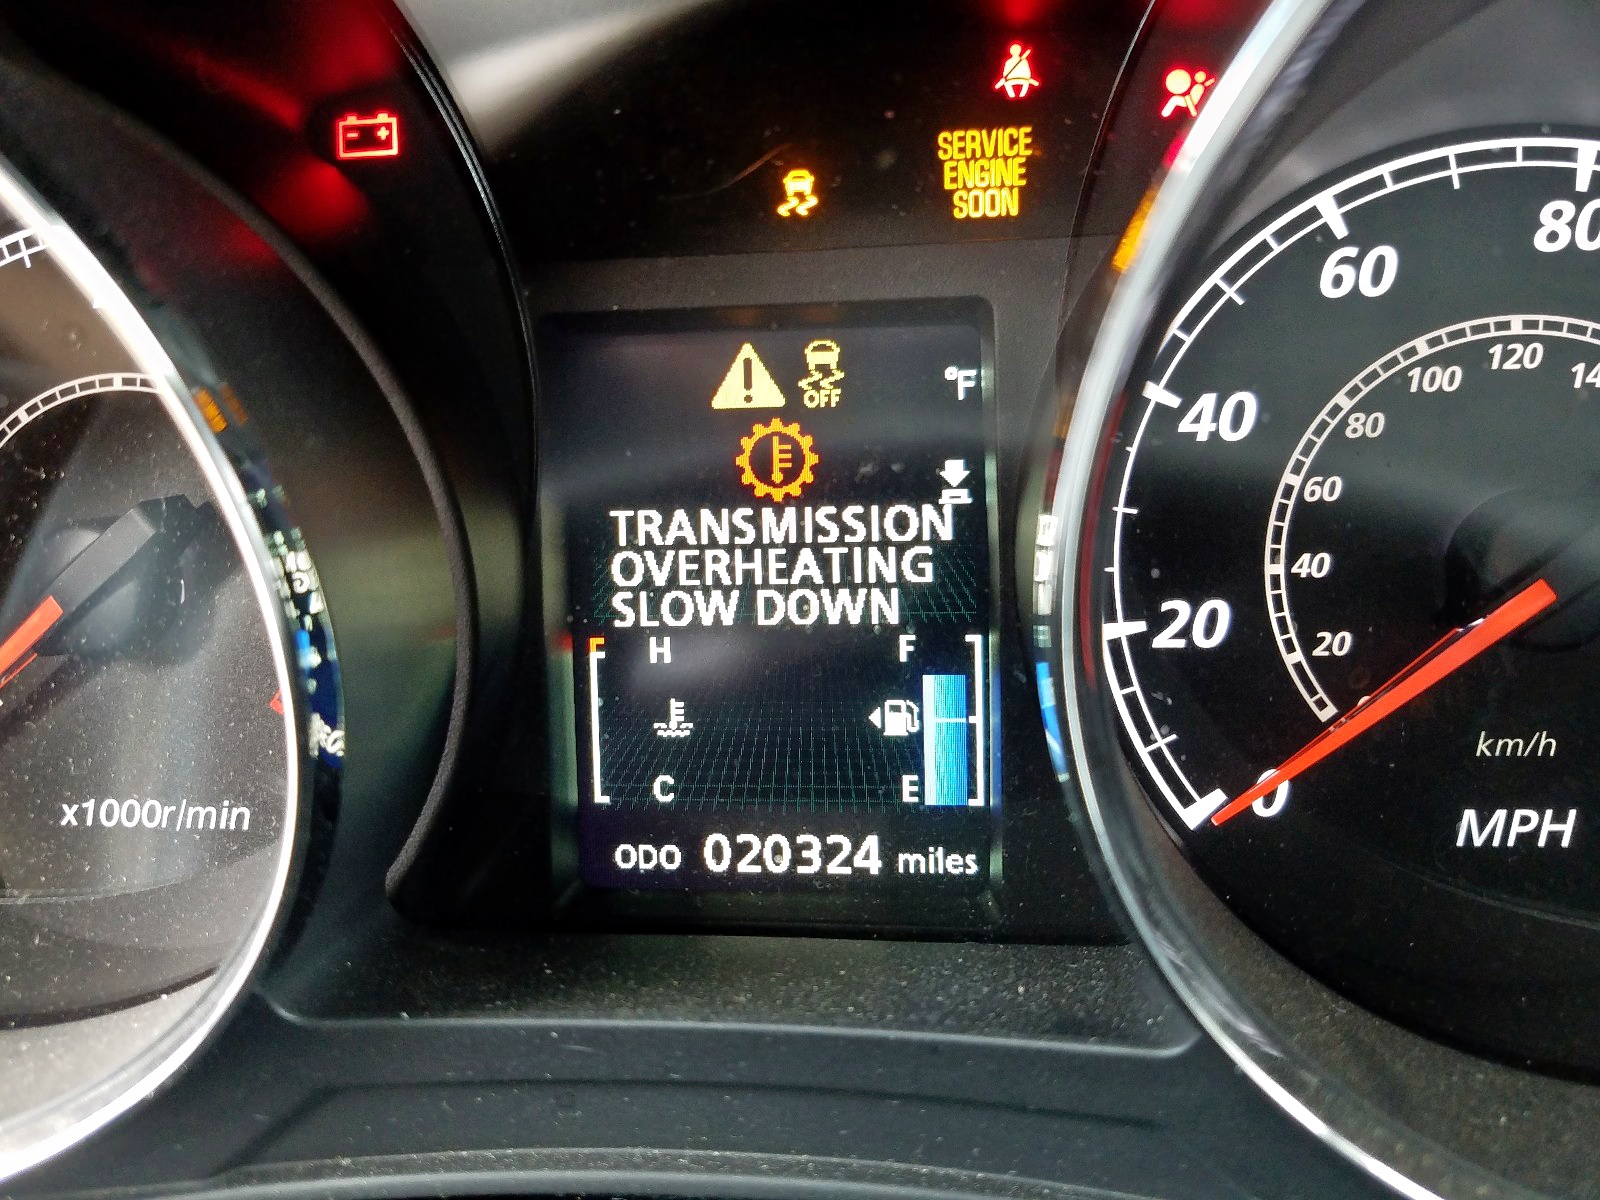 SERVICE
ENGINE
SOON
OFF
°F
TRANSMISSION
OVERHEATING
SLOW DOWN
H
F
C
E
ODO 020324 miles
x1000r/min
80
60
40
20
0
120
100
80
60
40
20
km/h
MPH